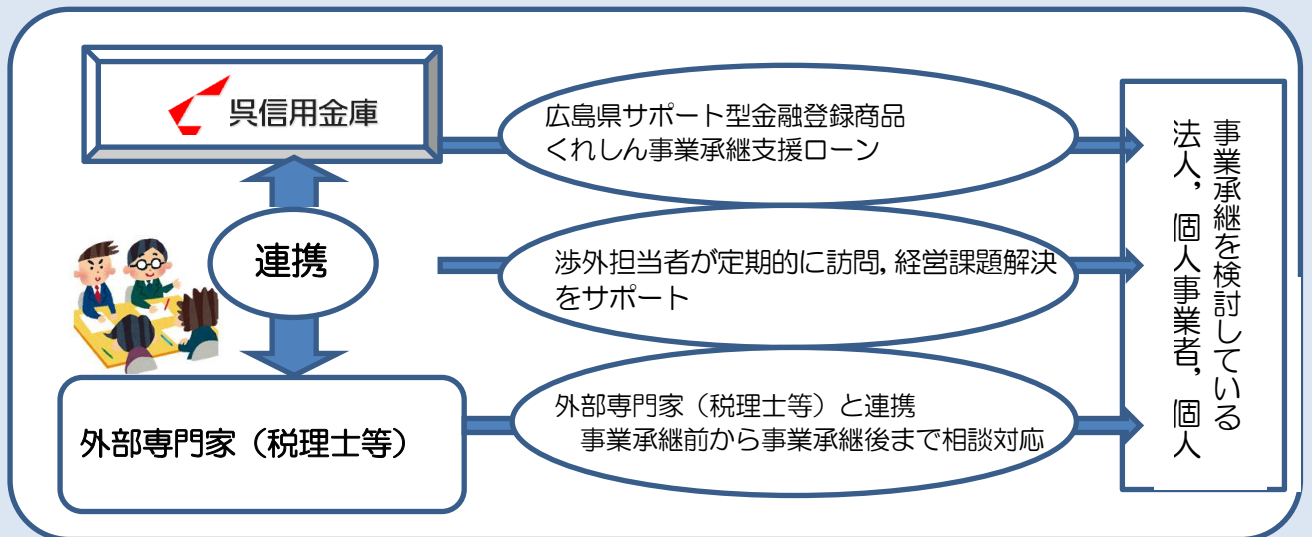 呉信用金庫
広島県サポート型金融登録商品
くれしん事業承継支援ローン
連携
渉外担当者が定期的に訪問，経営課題解決
をサポート
外部専門家（税理士等）
外部専門家（税理士等）と連携
事業承継前から事業承継後まで相談対応
事業承継を検討している
法人，個人事業者，個人